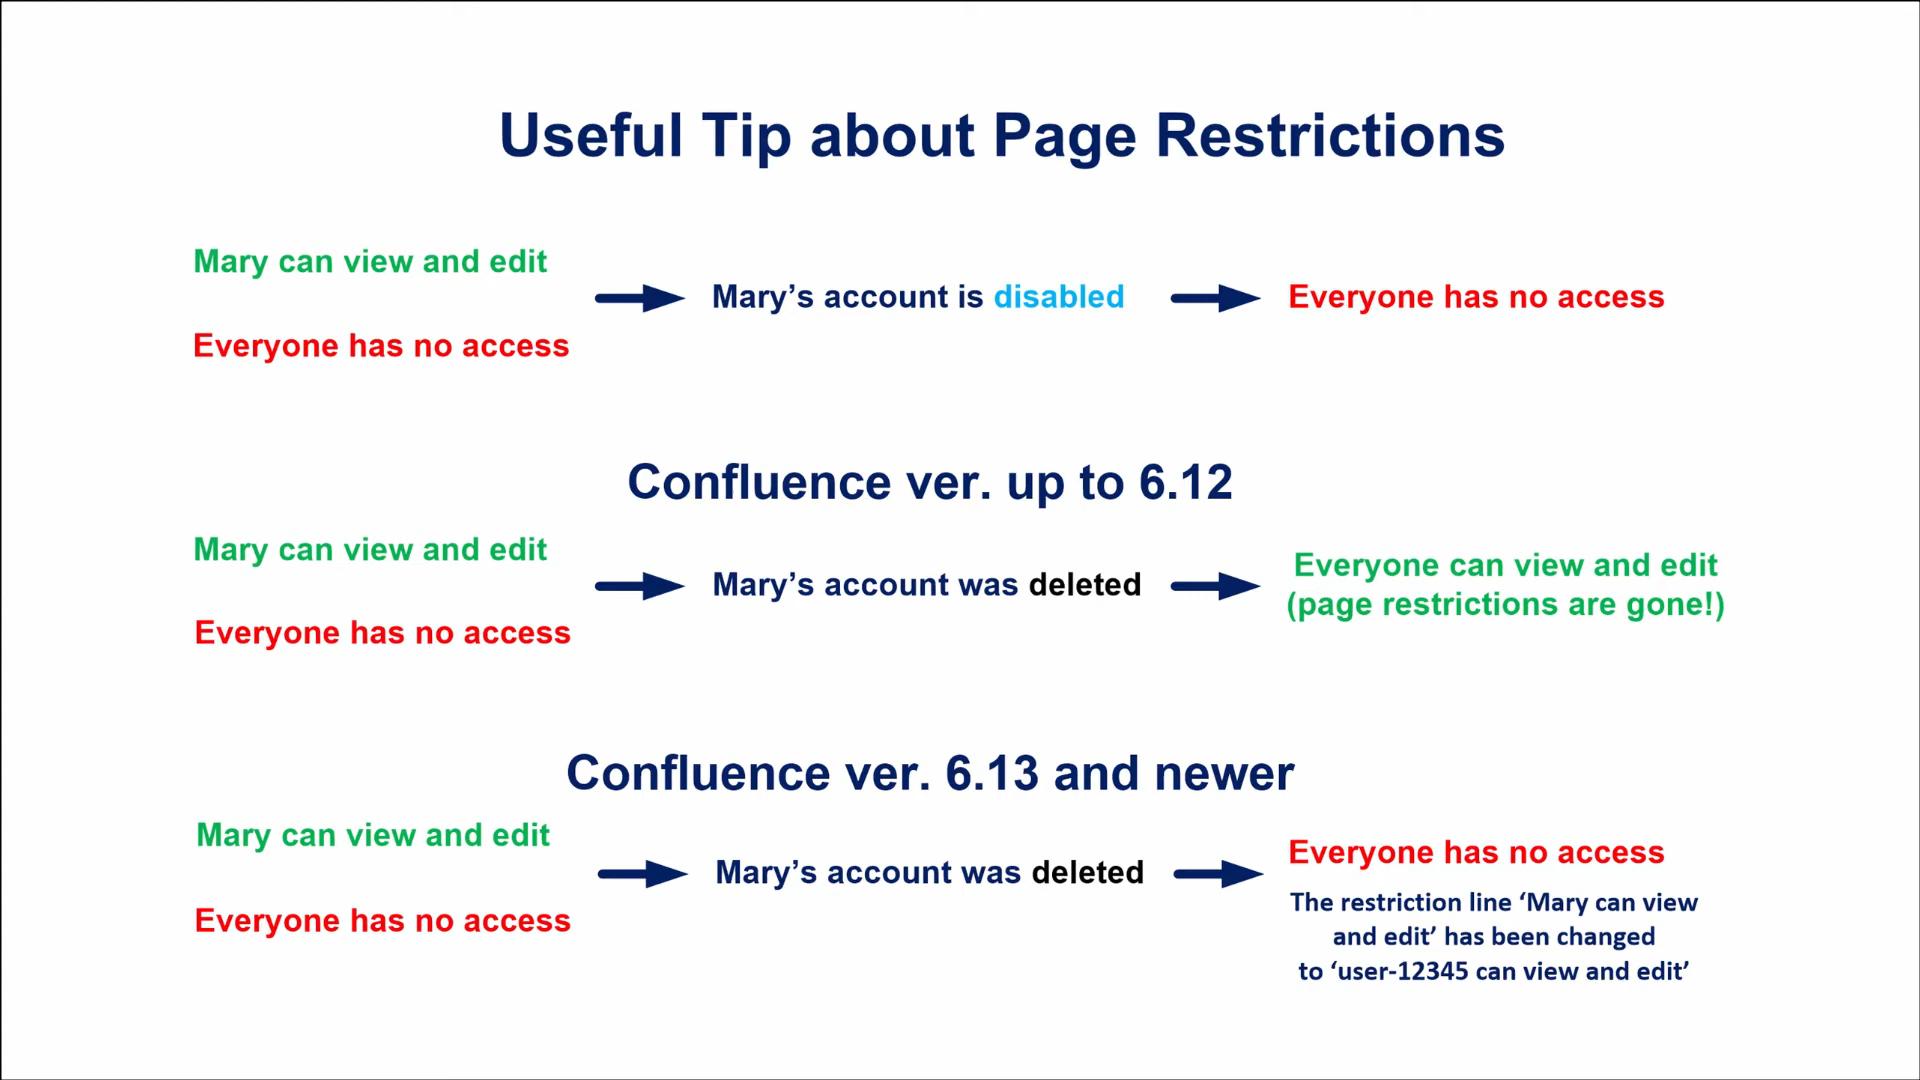 Useful Tip about Page Restrictions
Mary can view and edit
Everyone has no access
Mary’s account is disabled
Everyone has no access
Confluence ver. up to 6.12
Mary can view and edit
Everyone has no access
Mary’s account was deleted
Everyone can view and edit
(page restrictions are gone!)
Confluence ver. 6.13 and newer
Mary can view and edit
Everyone has no access
Mary’s account was deleted
Everyone has no access
The restriction line ‘Mary can view
and edit’ has been changed
to ‘user-12345 can view and edit’